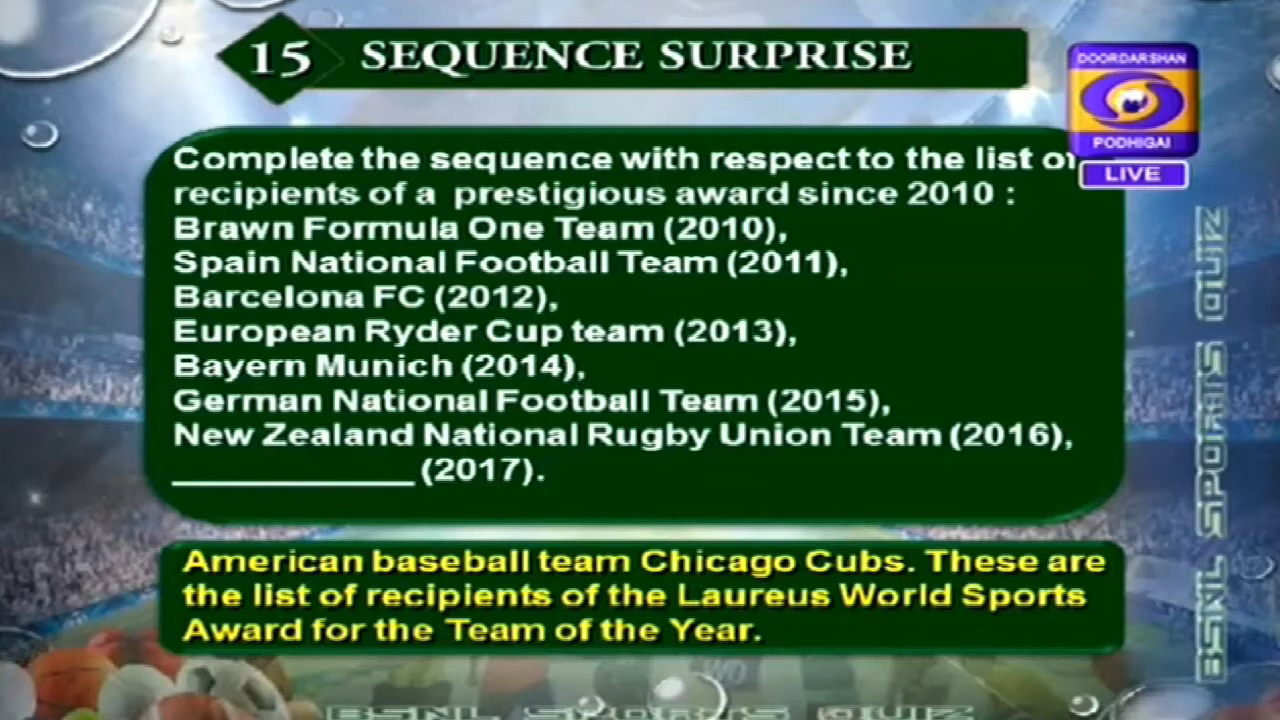 15 SEQUENCE SURPRISE
DOORDARSHAN
PODHIGAI
LIVE
Complete the sequence with respect to the list of
recipients of a prestigious award since 2010 :
Brawn Formula One Team (2010),
Spain National Football Team (2011),
Barcelona FC (2012),
European Ryder Cup team (2013),
Bayern Munich (2014),
German National Football Team (2015),
New Zealand National Rugby Union Team (2016),
____________ (2017).
American baseball team Chicago Cubs. These are
the list of recipients of the Laureus World Sports
Award for the Team of the Year.
BSNL SPORTS QUIZ
BSNL SPORTS QUIZ